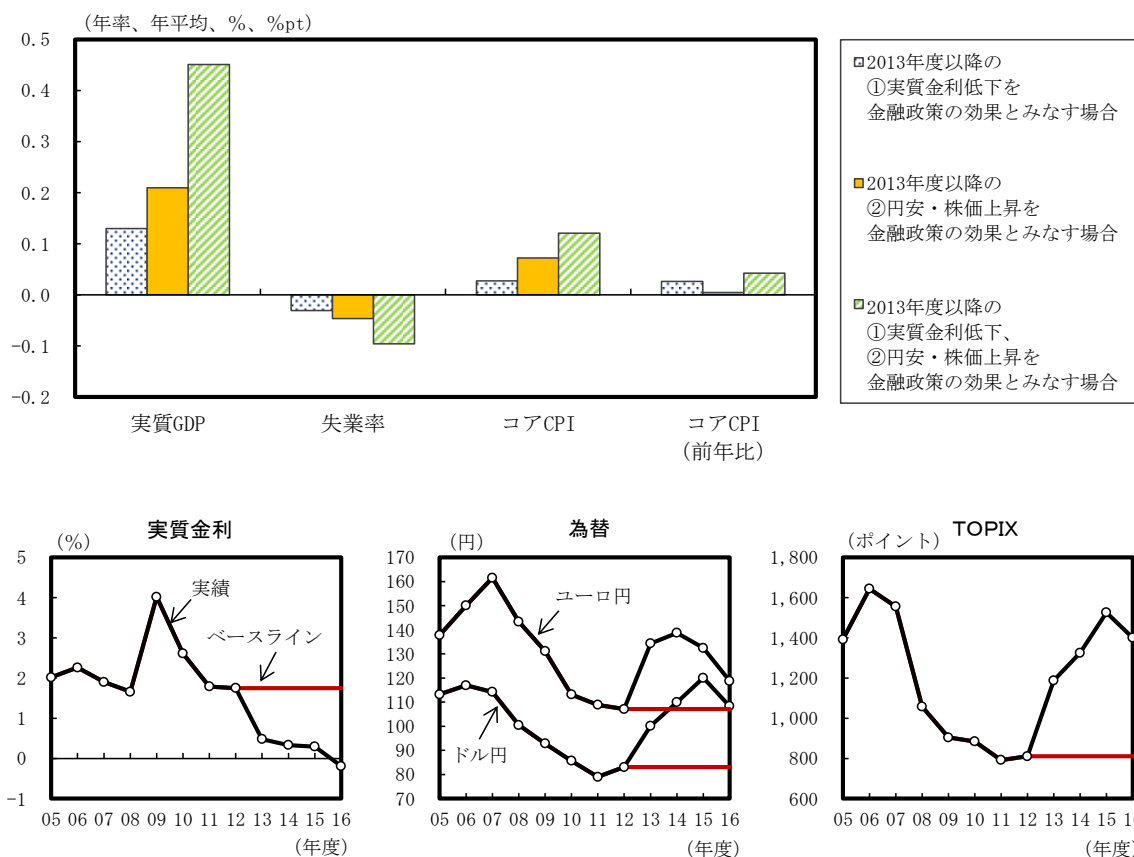 (年率、年平均、%、%pt)
0.5
0.4
0.3
0.2
0.1
0.0
-0.1
-0.2
実質GDP
失業率
コアCPI
コアCPI
(前年比)
2013年度以降の
①実質金利低下を
金融政策の効果とみなす場合
2013年度以降の
②円安・株価上昇を
金融政策の効果とみなす場合
2013年度以降の
①実質金利低下、
②円安・株価上昇を
金融政策の効果とみなす場合
実質金利
(%)
5
4
3
2
1
0
-1
実績
ベースライン
05 06 07 08 09 10 11 12 13 14 15 16
(年度)
為替
(円)
170
160
150
140
130
120
110
100
90
80
70
ユーロ円
ドル円
05 06 07 08 09 10 11 12 13 14 15 16
(年度)
TOPIX
(ポイント)
1,800
1,600
1,400
1,200
1,000
800
600
05 06 07 08 09 10 11 12 13 14 15 16
(年度)